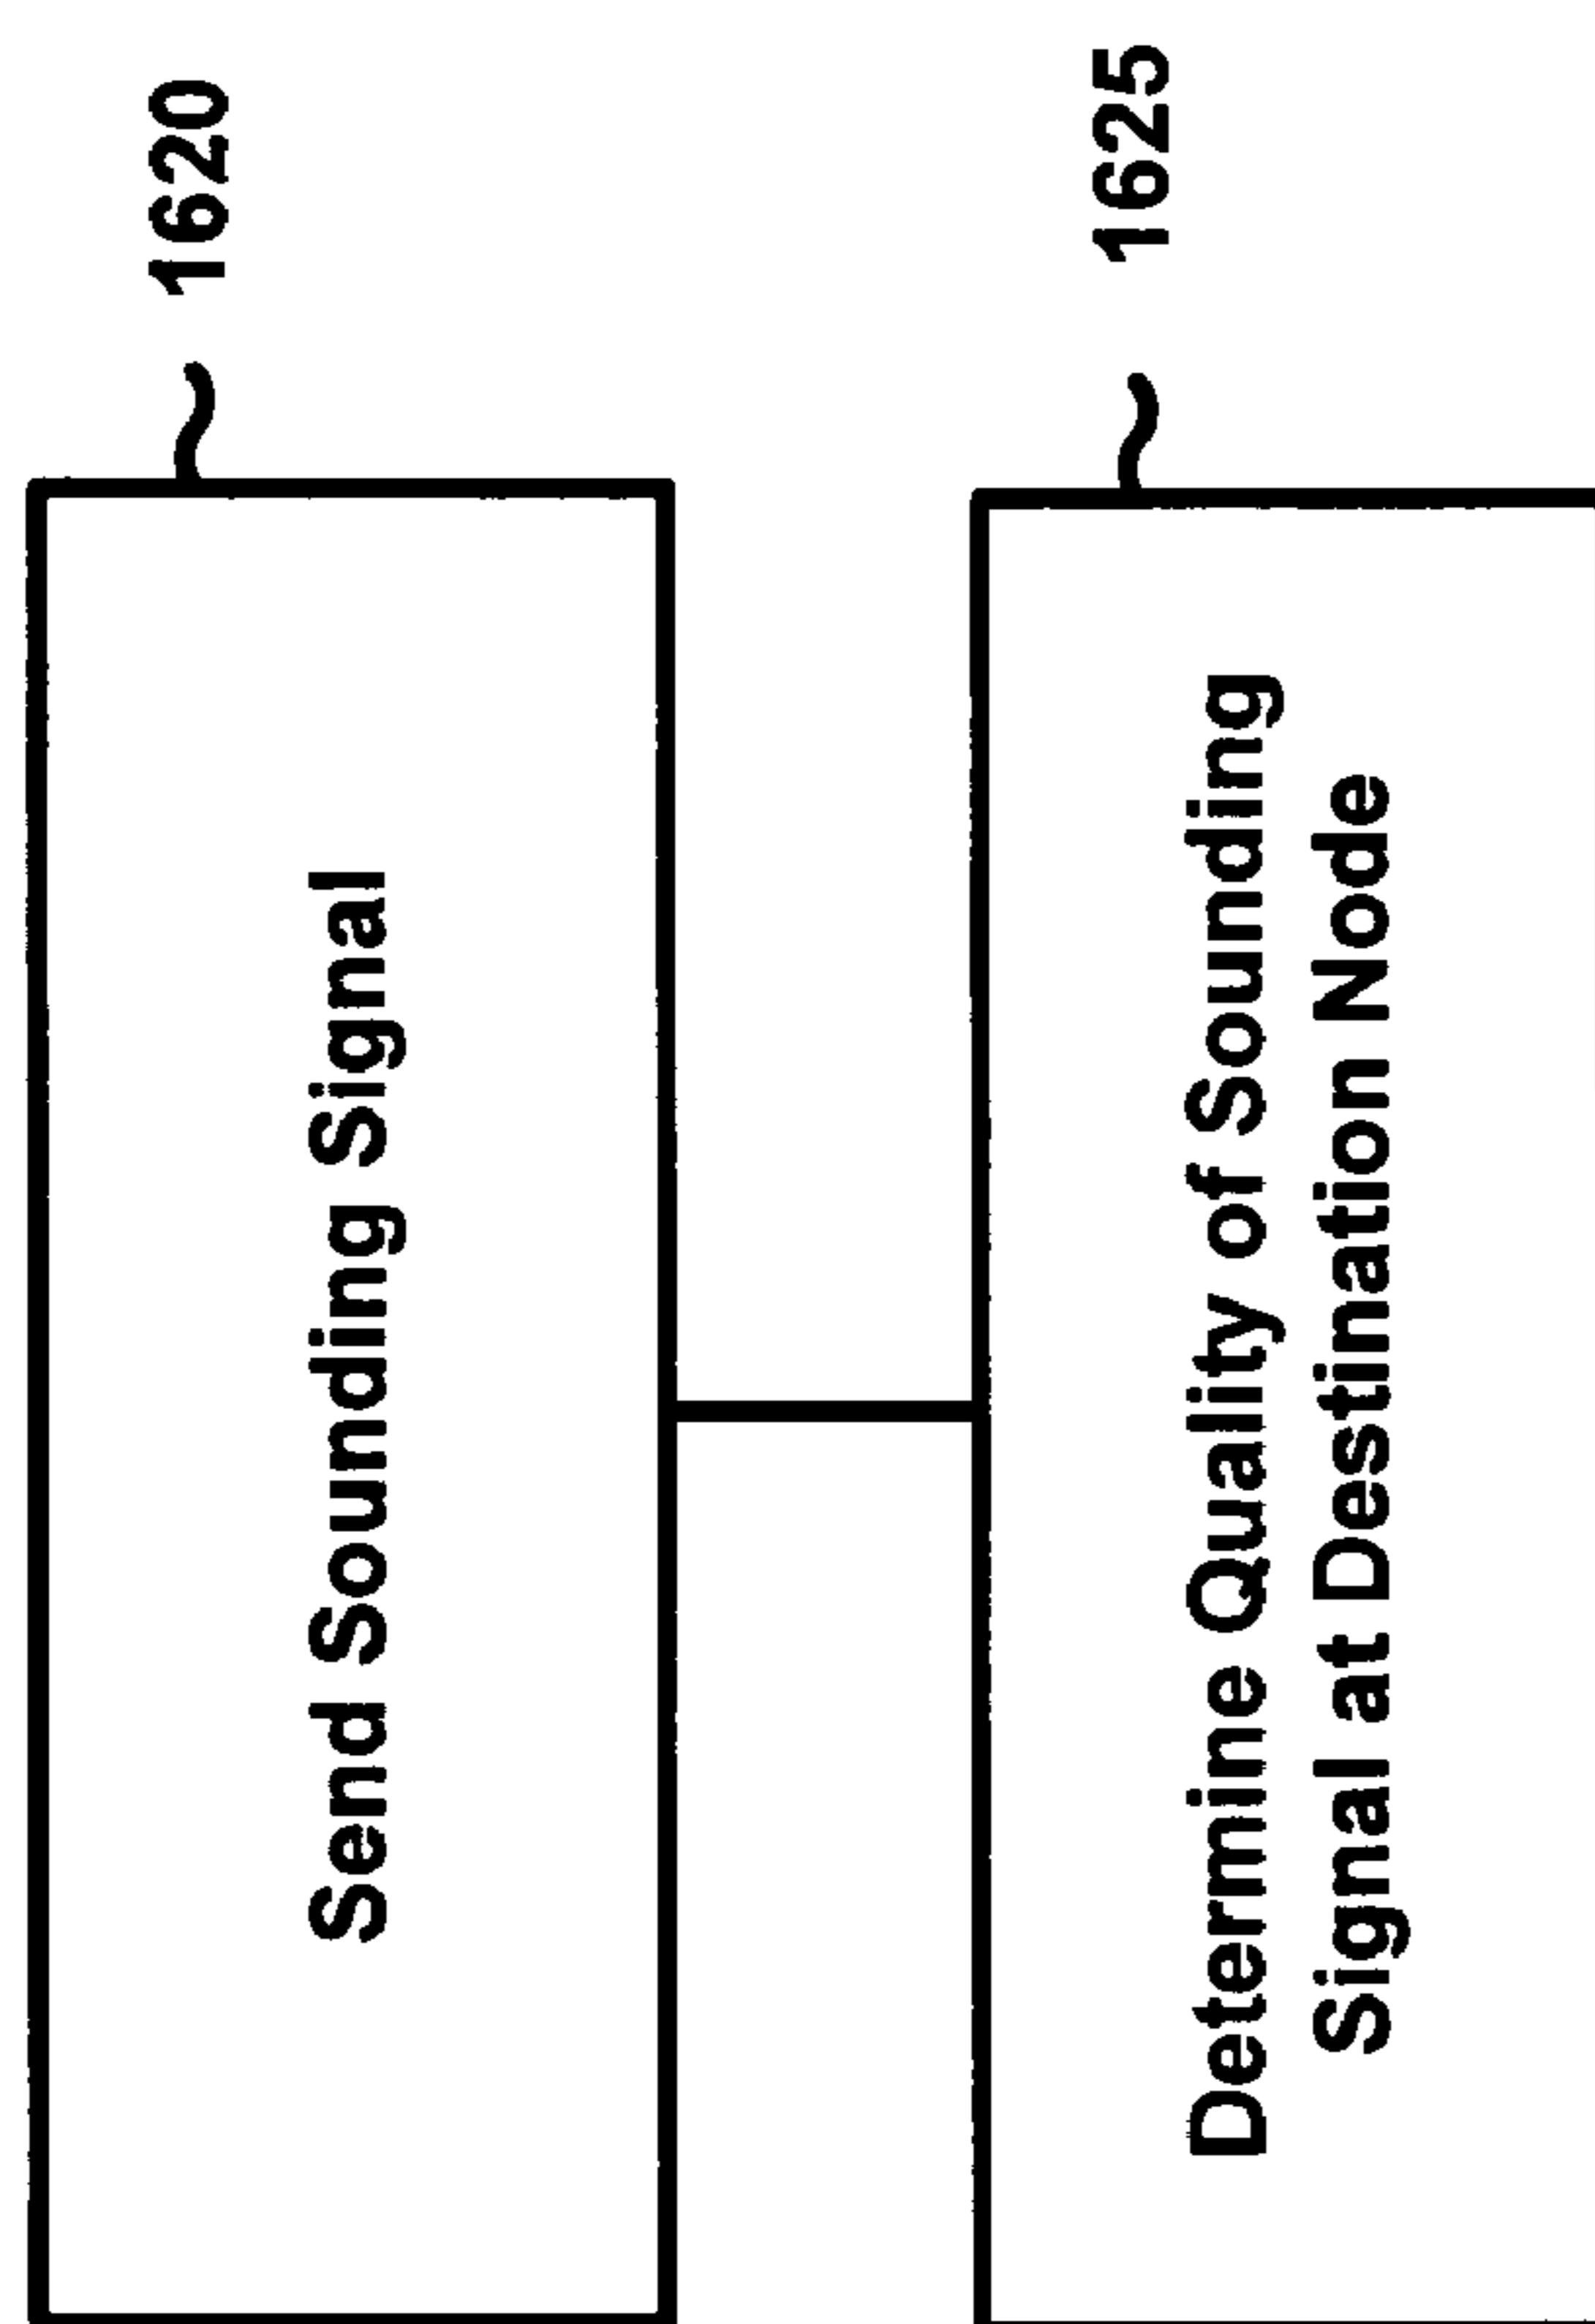 Send Sounding Signal
1620
Determine Quality of Sounding
Signal at Destination Node
1625